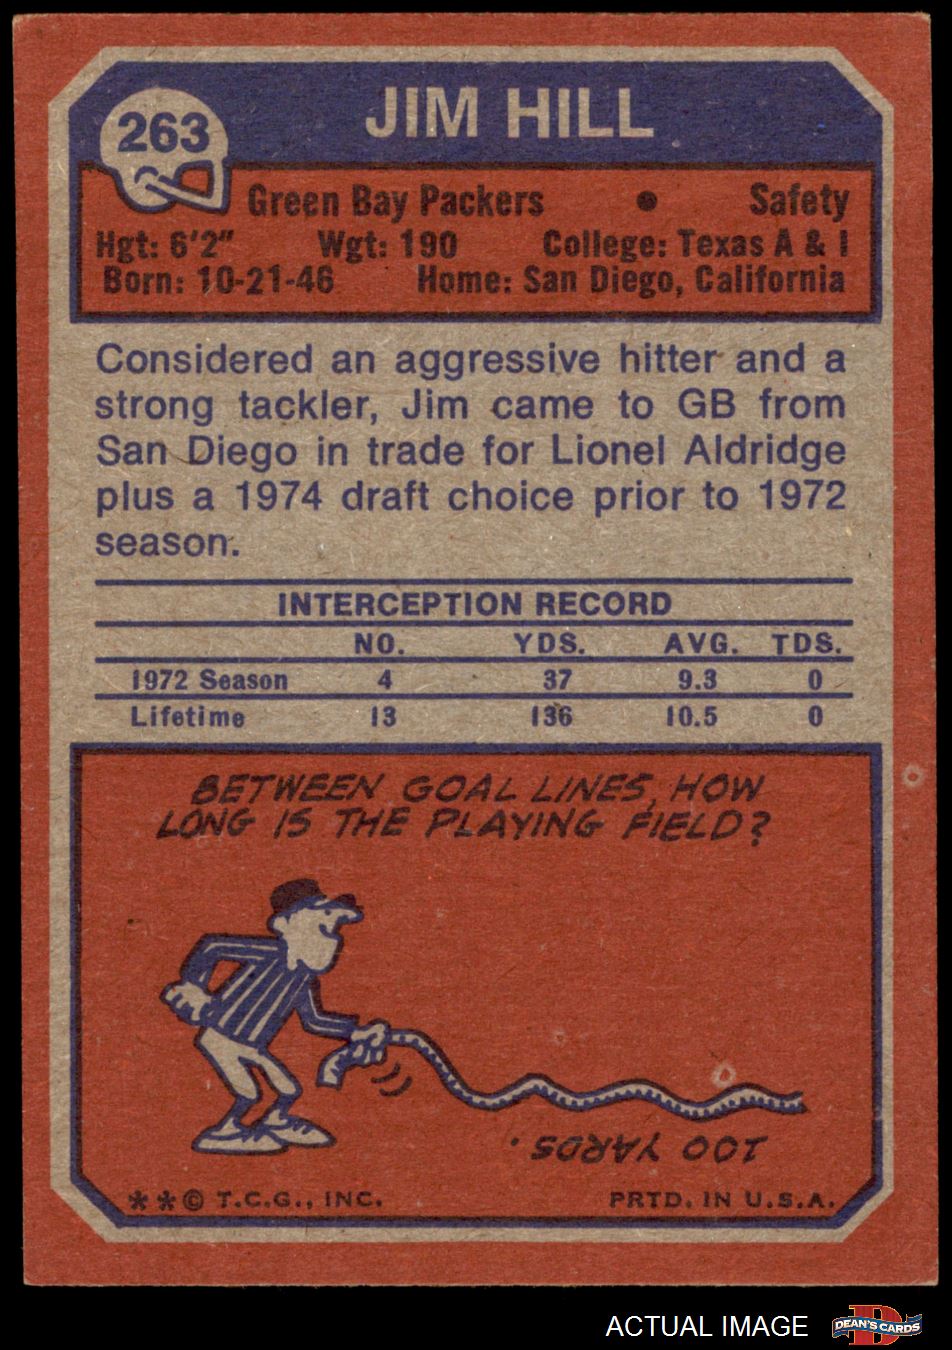 263
JIM HILL
Green Bay Packers • Safety
Hgt: 6'2" Wgt: 190 College: Texas A & I
Born: 10-21-46 Home: San Diego, California
Considered an aggressive hitter and a
strong tackler, Jim came to GB from
San Diego in trade for Lionel Aldridge
plus a 1974 draft choice prior to 1972
season.
INTERCEPTION RECORD
NO. YDS. AVG. TDS.
1972 Season 4 37 9.3 0
Lifetime 13 136 10.5 0
BETWEEN GOAL LINES, HOW
LONG IS THE PLAYING FIELD?
100 YARDS.
**© T.C.G., INC. PRTD. IN U.S.A.
ACTUAL IMAGE
D
DEAN'S CARDS